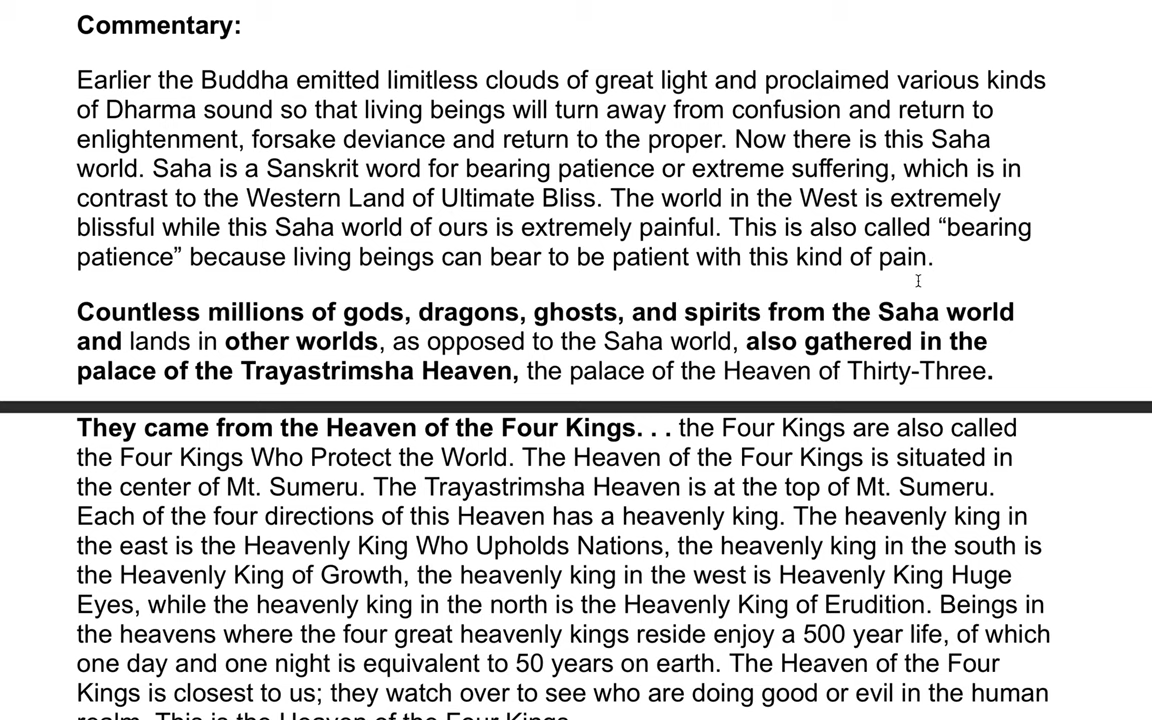 Commentary:
Earlier the Buddha emitted limitless clouds of great light and proclaimed various kinds
of Dharma sound so that living beings will turn away from confusion and return to
enlightenment, forsake deviance and return to the proper. Now there is this Saha
world. Saha is a Sanskrit word for bearing patience or extreme suffering, which is in
contrast to the Western Land of Ultimate Bliss. The world in the West is extremely
blissful while this Saha world of ours is extremely painful. This is also called “bearing
patience” because living beings can bear to be patient with this kind of pain.
Countless millions of gods, dragons, ghosts, and spirits from the Saha world
and lands in other worlds, as opposed to the Saha world, also gathered in the
palace of the Trayastrimsha Heaven, the palace of the Heaven of Thirty-Three.
They came from the Heaven of the Four Kings. . . the Four Kings are also called
the Four Kings Who Protect the World. The Heaven of the Four Kings is situated in
the center of Mt. Sumeru. The Trayastrimsha Heaven is at the top of Mt. Sumeru.
Each of the four directions of this Heaven has a heavenly king. The heavenly king in
the east is the Heavenly King Who Upholds Nations, the heavenly king in the south is
the Heavenly King of Growth, the heavenly king in the west is Heavenly King Huge
Eyes, while the heavenly king in the north is the Heavenly King of Erudition. Beings in
the heavens where the four great heavenly kings reside enjoy a 500 year life, of which
one day and one night is equivalent to 50 years on earth. The Heaven of the Four
Kings is closest to us; they watch over to see who are doing good or evil in the human
realm. This is the Heaven of the Four Kings.